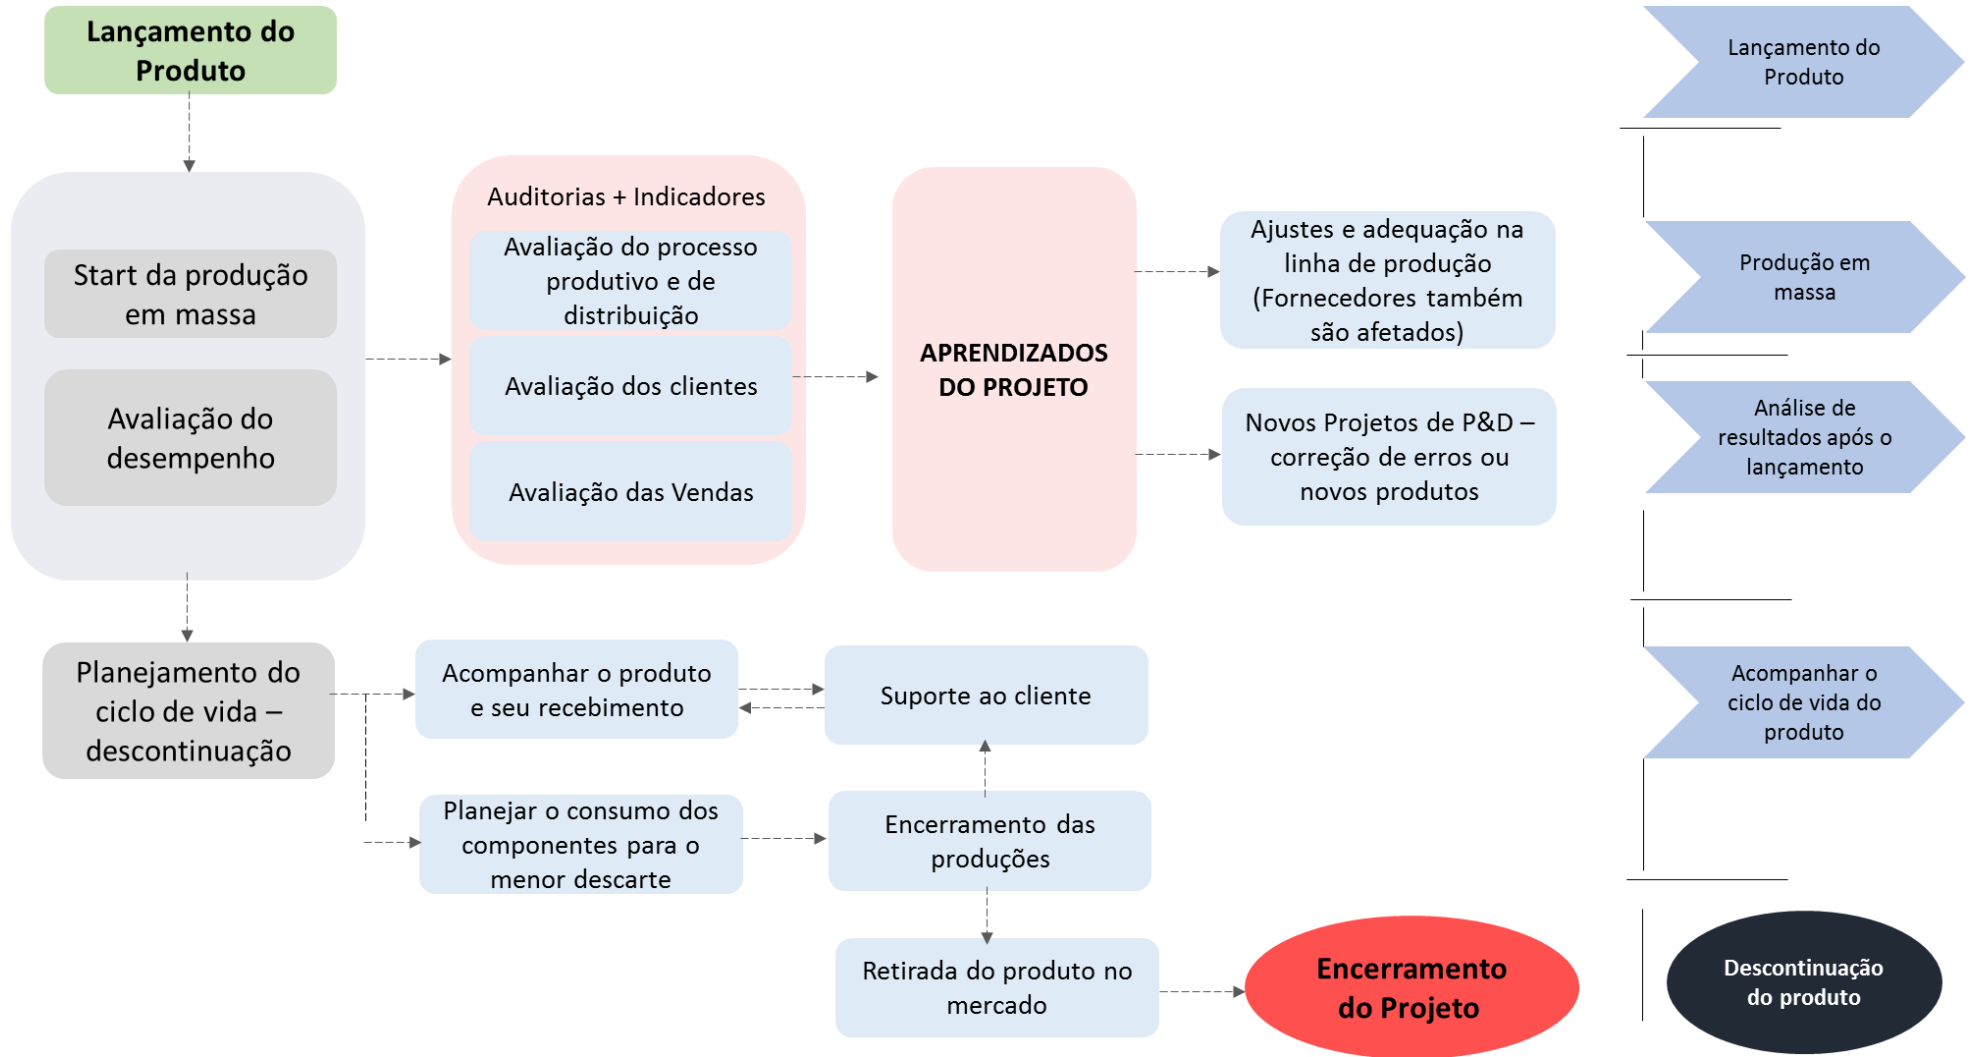 Lançamento do
Produto
Start da produção
em massa
Avaliação do
desempenho
Auditorias + Indicadores
Avaliação do processo
produtivo e de
distribuição
Avaliação dos clientes
Avaliação das Vendas
APRENDIZADOS
DO PROJETO
Ajustes e adequação na
linha de produção
(Fornecedores também
são afetados)
Novos Projetos de P&D –
correção de erros ou
novos produtos
Planejamento do
ciclo de vida –
descontinuação
Acompanhar o produto
e seu recebimento
Suporte ao cliente
Planejar o consumo dos
componentes para o
menor descarte
Encerramento das
produções
Retirada do produto no
mercado
Encerramento
do Projeto
Lançamento do
Produto
Produção em
massa
Análise de
resultados após o
lançamento
Acompanhar o
ciclo de vida do
produto
Descontinuação
do produto